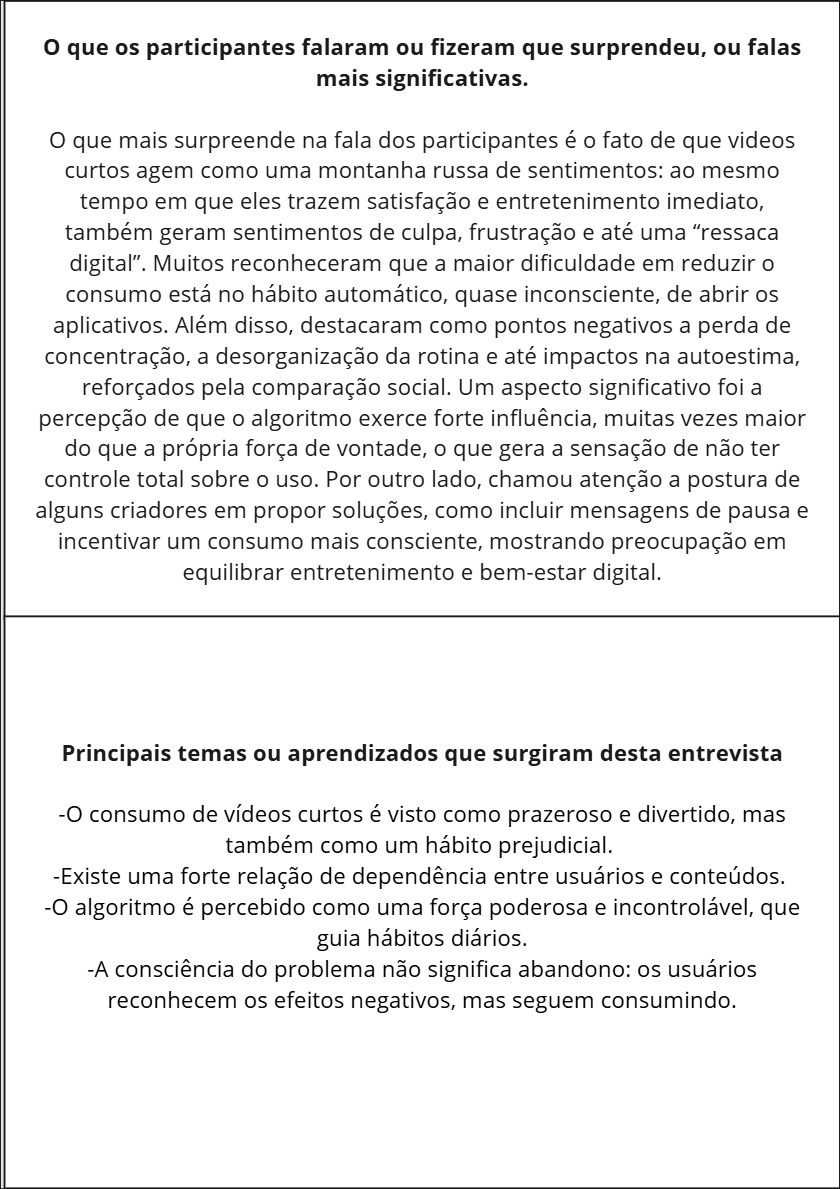 O que os participantes falaram ou fizeram que surpreendeu, ou falas
mais significativas.
O que mais surpreende na fala dos participantes é o fato de que videos
curtos agem como uma montanha russa de sentimentos: ao mesmo
tempo em que eles trazem satisfação e entretenimento imediato,
também geram sentimentos de culpa, frustração e até uma “ressaca
digital”. Muitos reconheceram que a maior dificuldade em reduzir o
consumo está no hábito automático, quase inconsciente, de abrir os
aplicativos. Além disso, destacaram como pontos negativos a perda de
concentração, a desorganização da rotina e até impactos na autoestima,
reforçados pela comparação social. Um aspecto significativo foi a
percepção de que o algoritmo exerce forte influência, muitas vezes maior
do que a própria força de vontade, o que gera a sensação de não ter
controle total sobre o uso. Por outro lado, chamou atenção a postura de
alguns criadores em propor soluções, como incluir mensagens de pausa e
incentivar um consumo mais consciente, mostrando preocupação em
equilibrar entretenimento e bem-estar digital.
Principais temas ou aprendizados que surgiram desta entrevista
-O consumo de vídeos curtos é visto como prazeroso e divertido, mas
também como um hábito prejudicial.
-Existe uma forte relação de dependência entre usuários e conteúdos.
-O algoritmo é percebido como uma força poderosa e incontrolável, que
guia hábitos diários.
-A consciência do problema não significa abandono: os usuários
reconhecem os efeitos negativos, mas seguem consumindo.